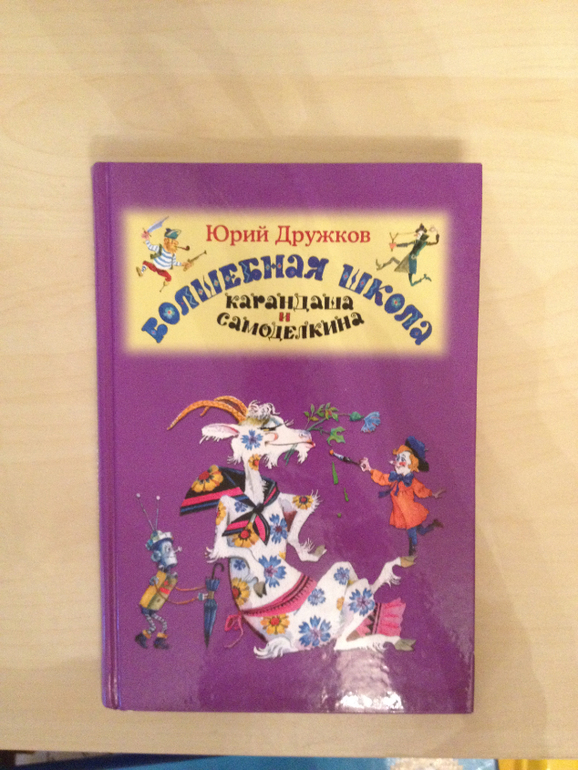 Юрий Дружков
ВОЛШЕБНАЯ ШКОЛА
КАРАНДАША
И
САМОДЕЛКИНА